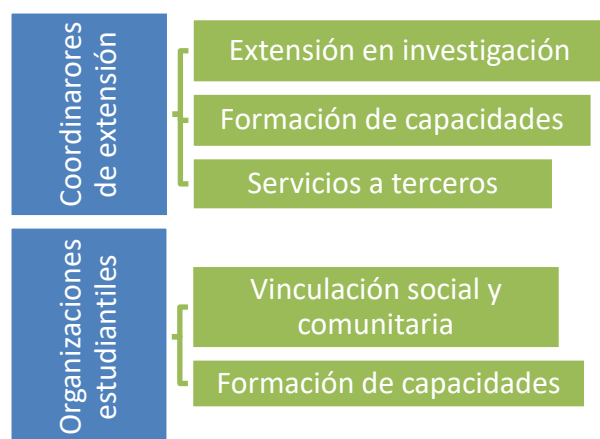 Coordinarores
de extensión
Extensión en investigación
Formación de capacidades
Servicios a terceros
Organizaciones
estudiantiles
Vinculación social y
comunitaria
Formación de capacidades